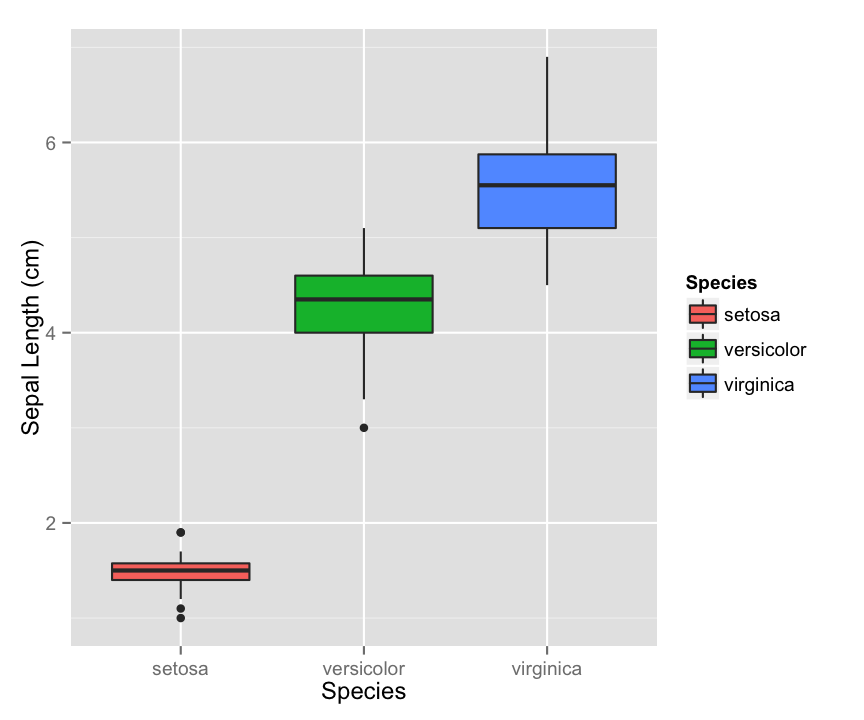 6
4
2
Sepal Length (cm)
setosa
versicolor
virginica
Species
Species
setosa
versicolor
virginica